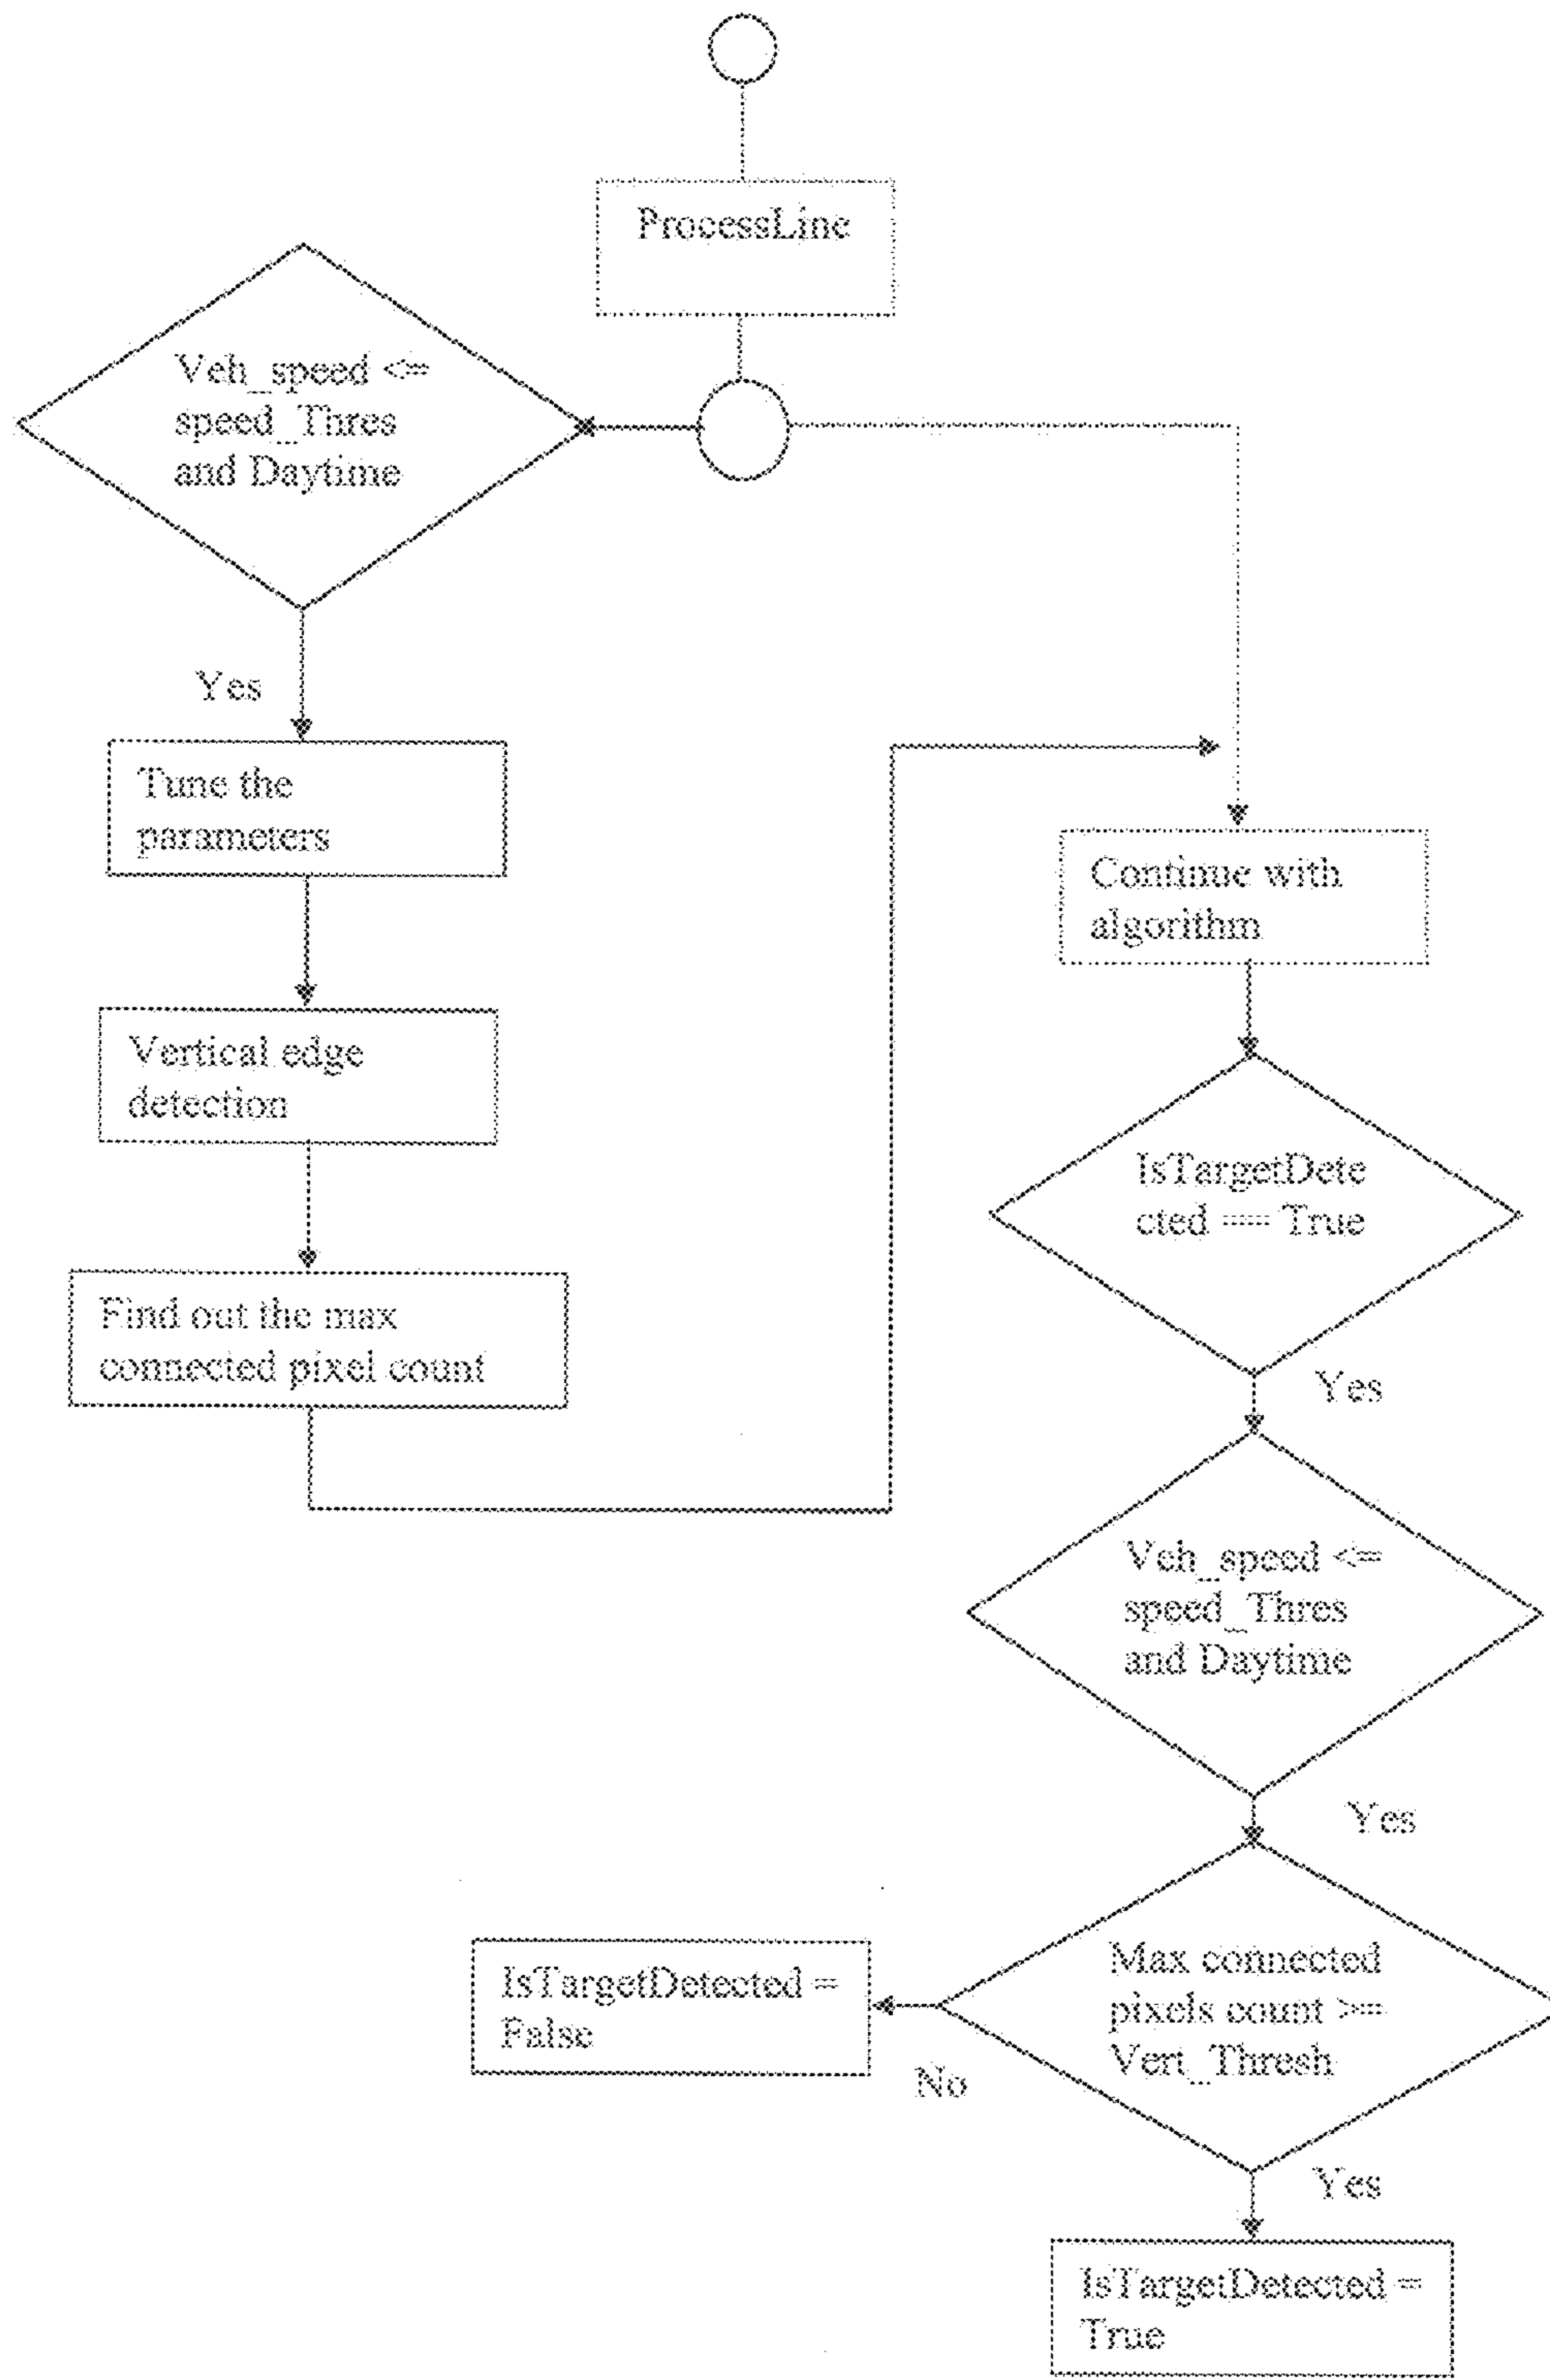 ProcessLine
Veh_speed <=
speed_Thres
and Daytime
Yes
Tune the
parameters
Vertical edge
detection
Find out the max
connected pixel count
Continue with
algorithm
IsTargetDete
cted == True
Yes
Veh_speed <=
speed_Thres
and Daytime
Yes
Max connected
pixels count >=
Vert_Thresh
No
IsTargetDetected =
False
Yes
IsTargetDetected =
True